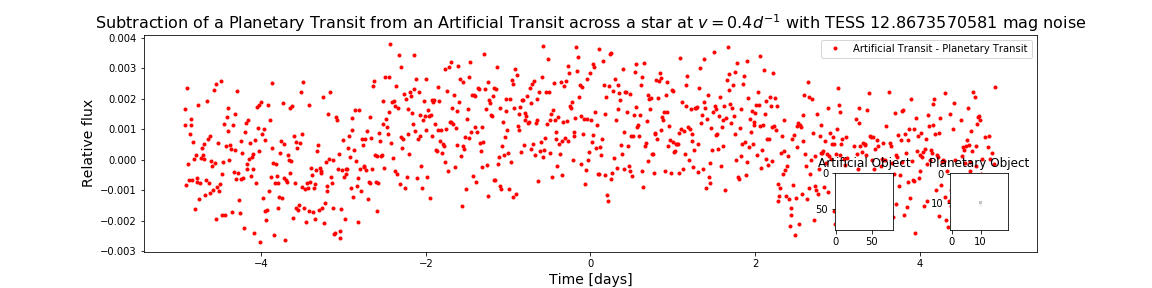 Subtraction of a Planetary Transit from an Artificial Transit across a star at v = 0.4d⁻¹ with TESS 12.8673570581 mag noise
Artificial Transit - Planetary Transit
Relative flux
0.004
0.003
0.002
0.001
0.000
−0.001
−0.002
−0.003
Artificial Object
0
50
0 50
Planetary Object
0
10
0 10
−4 −2 0 2 4
Time [days]